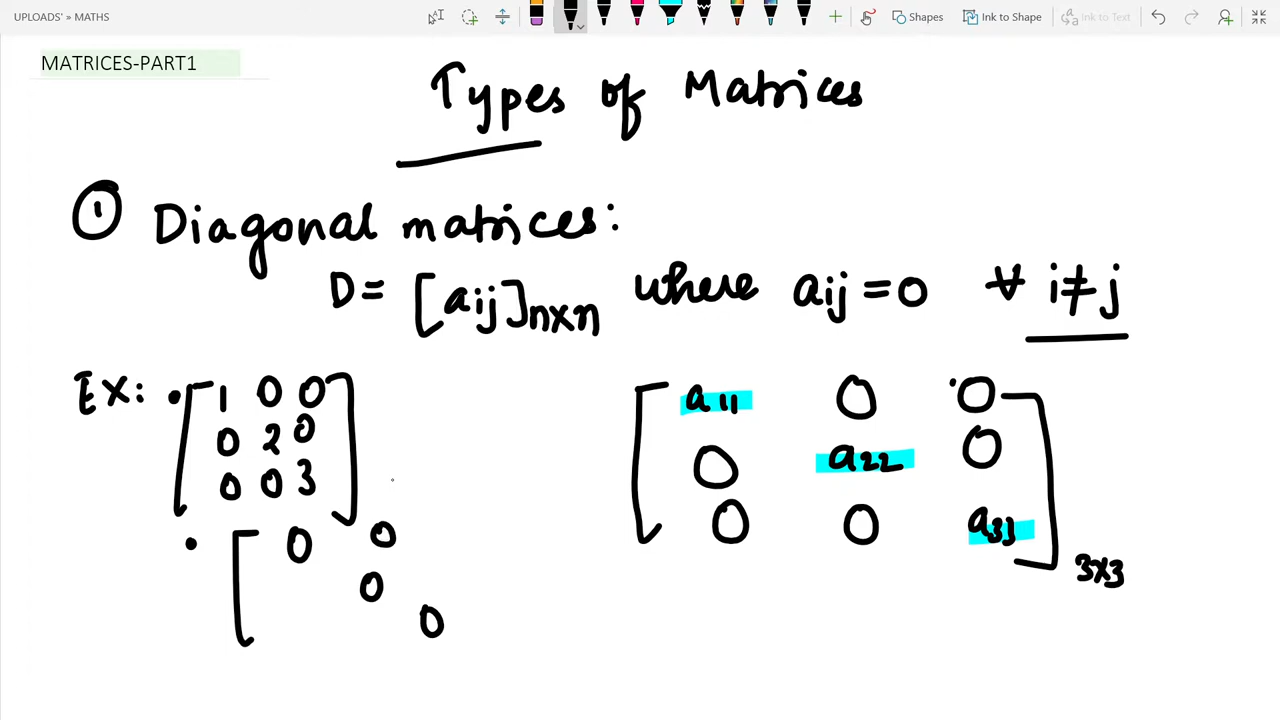 UPLOADS' » MATHS
Shapes Ink to Shape Ink to Text
MATRICES-PART1
Types of Matrices
① Diagonal matrices:
D = [aij]n×n where aij = 0 ∀ i≠j
EX: • [1 0 0
0 2 0
0 0 3]
• [ 0 0
0
0
[a11 0 0
0 a22 0
0 0 a33]3×3